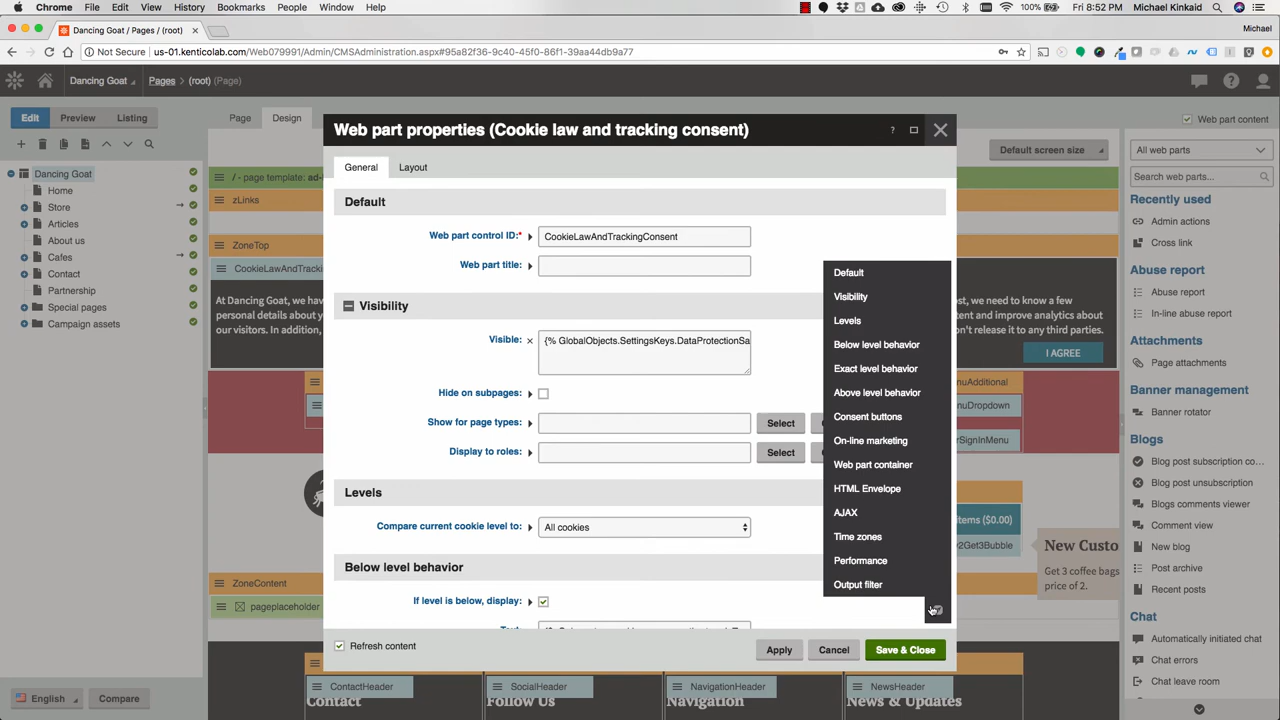 Chrome File Edit View History Bookmarks People Window Help 100% Fri 8:52 PM Michael Kinkaid
Dancing Goat / Pages / (root) × Michael
Not Secure us-01.kenticolab.com/Web079991/Admin/CMSAdministration.aspx#95a82f36-9c40-45f0-86f1-39aa44db9a77
Dancing Goat Pages > (root) (Page)
Edit Preview Listing
Page Design
Web part content
Web part properties (Cookie law and tracking consent)
Default screen size
All web parts
Search web parts...
General Layout
Dancing Goat
Home
Store
Articles
About us
Cafes
Contact
Partnership
Special pages
Campaign assets
/ - page template: ad-l
zLinks
ZoneTop
CookieLawAndTracki
At Dancing Goat, we hav
personal details about yo
our visitors. In addition,
Default
Web part control ID:* CookieLawAndTrackingConsent
Web part title:
Visibility
Visible: {% GlobalObjects.SettingsKeys.DataProtectionSa
Hide on subpages:
Show for page types: Select
Display to roles: Select
Levels
Compare current cookie level to: All cookies
Below level behavior
If level is below, display:
Default
Visibility
Levels
Below level behavior
Exact level behavior
Above level behavior
Consent buttons
On-line marketing
Web part container
HTML Envelope
AJAX
Time zones
Performance
Output filter
Refresh content
Apply Cancel Save & Close
ost, we need to know a few
ontent and improve analytics about
on't release it to any third parties.
I AGREE
nuAdditional
nuDropdown
rSignInMenu
items ($0.00)
y2Get3Bubble
New Custo
Get 3 coffee bags
price of 2.
ZoneContent
pageplaceholder
ContactHeader SocialHeader NavigationHeader NewsHeader
Contact Follow Us Navigation News & Updates
Recently used
Admin actions
Cross link
Abuse report
Abuse report
In-line abuse report
Attachments
Page attachments
Banner management
Banner rotator
Blogs
Blog post subscription co...
Blog post unsubscription
Blogs comments viewer
Comment view
New blog
Post archive
Recent posts
Chat
Automatically initiated chat
Chat errors
Chat leave room
English Compare